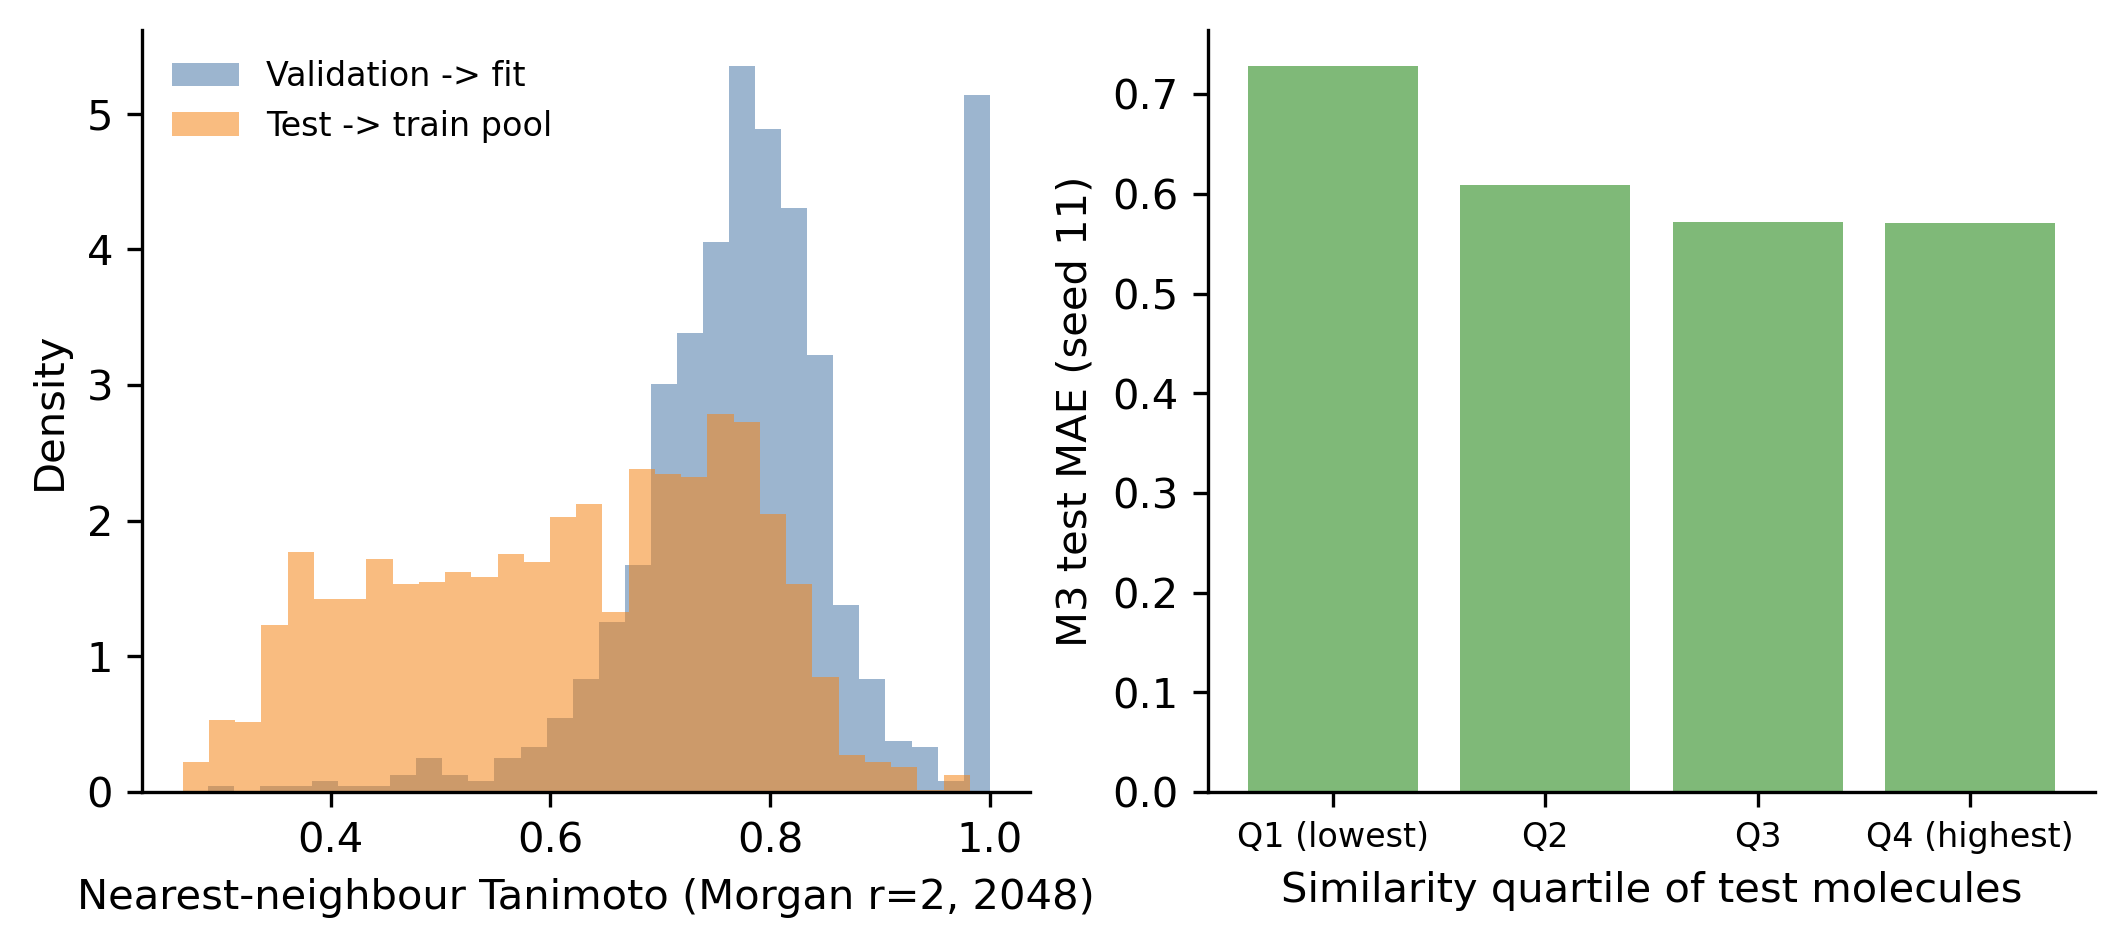 Validation -> fit
Test -> train pool
Density
5
4
3
2
1
0
0.4 0.6 0.8 1.0
Nearest-neighbour Tanimoto (Morgan r=2, 2048)
M3 test MAE (seed 11)
0.7
0.6
0.5
0.4
0.3
0.2
0.1
0.0
Q1 (lowest) Q2 Q3 Q4 (highest)
Similarity quartile of test molecules